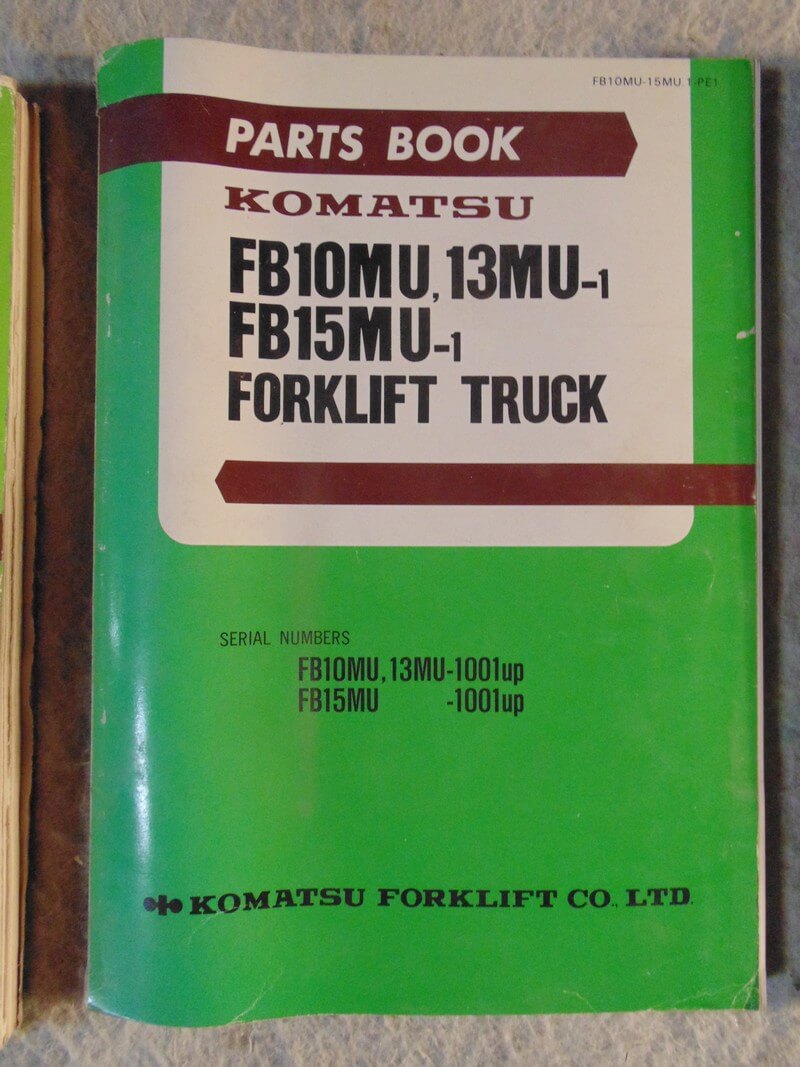 FB10MU-15MU 1-PE1
PARTS BOOK
KOMATSU
FB10MU, 13MU-1
FB15MU-1
FORKLIFT TRUCK
SERIAL NUMBERS
FB10MU, 13MU-1001up
FB15MU -1001up
KOMATSU FORKLIFT CO., LTD.